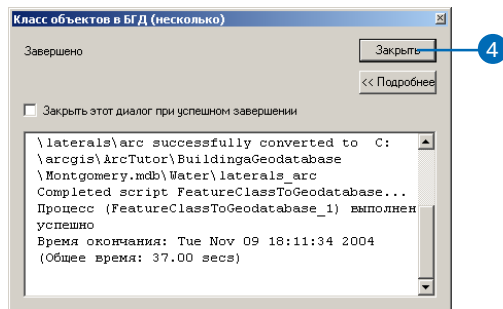 Класс объектов в БГД (несколько)
Завершено
Закрыть
4
<< Подробнее
Закрыть этот диалог при успешном завершении
\laterals\arc successfully converted to C:
\arcgis\ArcTutor\BuildingaGeodatabase
\Montgomery.mdb\Water\laterals_arc
Completed script FeatureClassToGeodatabase...
Процесс (FeatureClassToGeodatabase_1) выполнен
успешно
Время окончания: Tue Nov 09 18:11:34 2004
(Общее время: 37.00 secs)